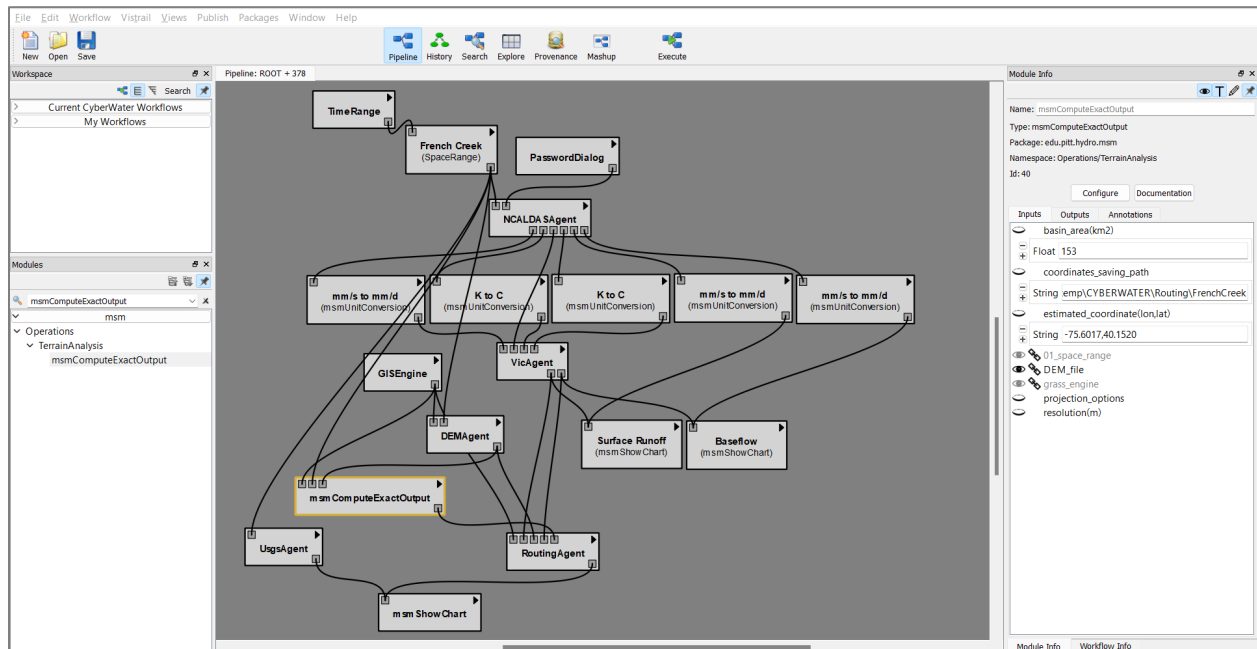 File Edit Workflow Vistrail Views Publish Packages Window Help
New Open Save Pipeline History Search Explore Provenance Mashup Execute
Workspace
Search
Current CyberWater Workflows
My Workflows
Modules
msmComputeExactOutput
msm
Operations
TerrainAnalysis
msmComputeExactOutput
Pipeline: ROOT + 378
TimeRange
French Creek
(SpaceRange)
PasswordDialog
NCALDASAgent
mm/s to mm/d
(msmUnitConversion)
K to C
(msmUnitConversion)
K to C
(msmUnitConversion)
mm/s to mm/d
(msmUnitConversion)
mm/s to mm/d
(msmUnitConversion)
VicAgent
GISEngine
DEMAgent
Surface Runoff
(msmShowChart)
Baseflow
(msmShowChart)
msmComputeExactOutput
UsgsAgent
RoutingAgent
msmShowChart
Module Info
Name: msmComputeExactOutput
Type: msmComputeExactOutput
Package: edu.pitt.hydro.msm
Namespace: Operations/TerrainAnalysis
Id: 40
Configure Documentation
Inputs Outputs Annotations
basin_area(km2)
Float 153
coordinates_saving_path
String emp\CYBERWATER\Routing\FrenchCreek
estimated_coordinate(lon,lat)
String -75.6017,40.1520
01_space_range
DEM_file
grass_engine
projection_options
resolution(m)
Module Info Workflow Info